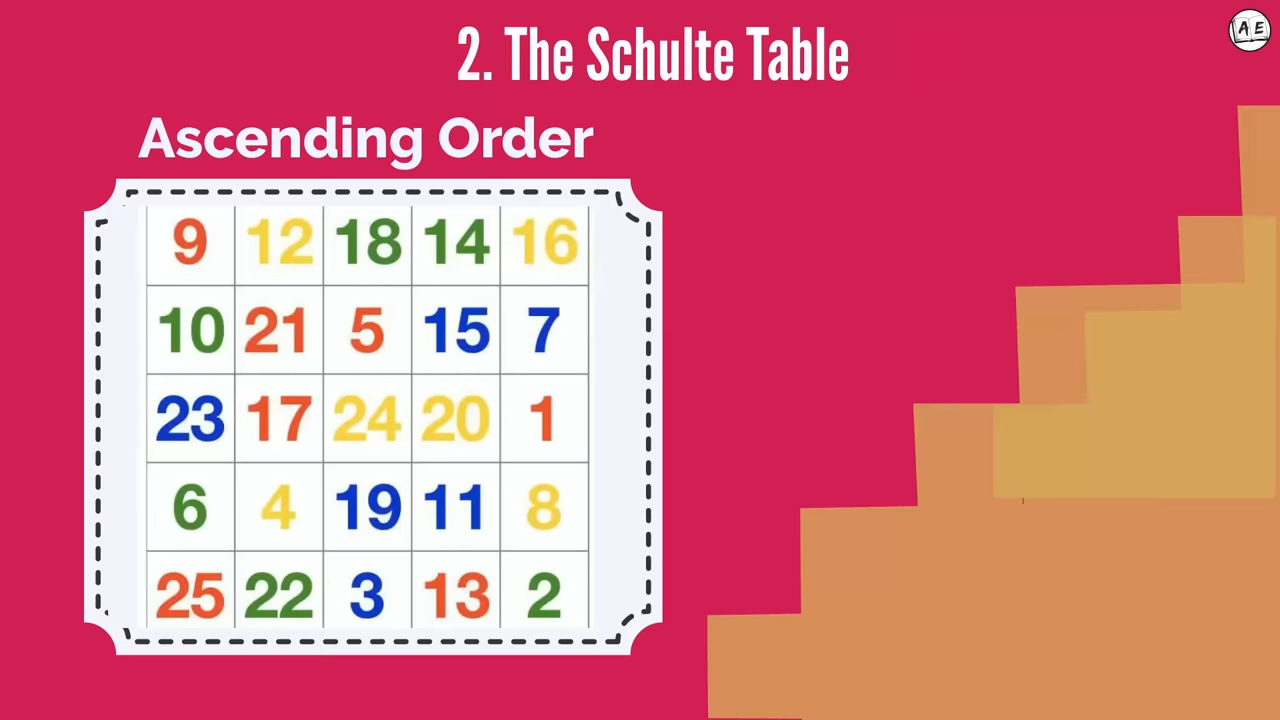 2. The Schulte Table
A E
Ascending Order
9 12 18 14 16
10 21 5 15 7
23 17 24 20 1
6 4 19 11 8
25 22 3 13 2